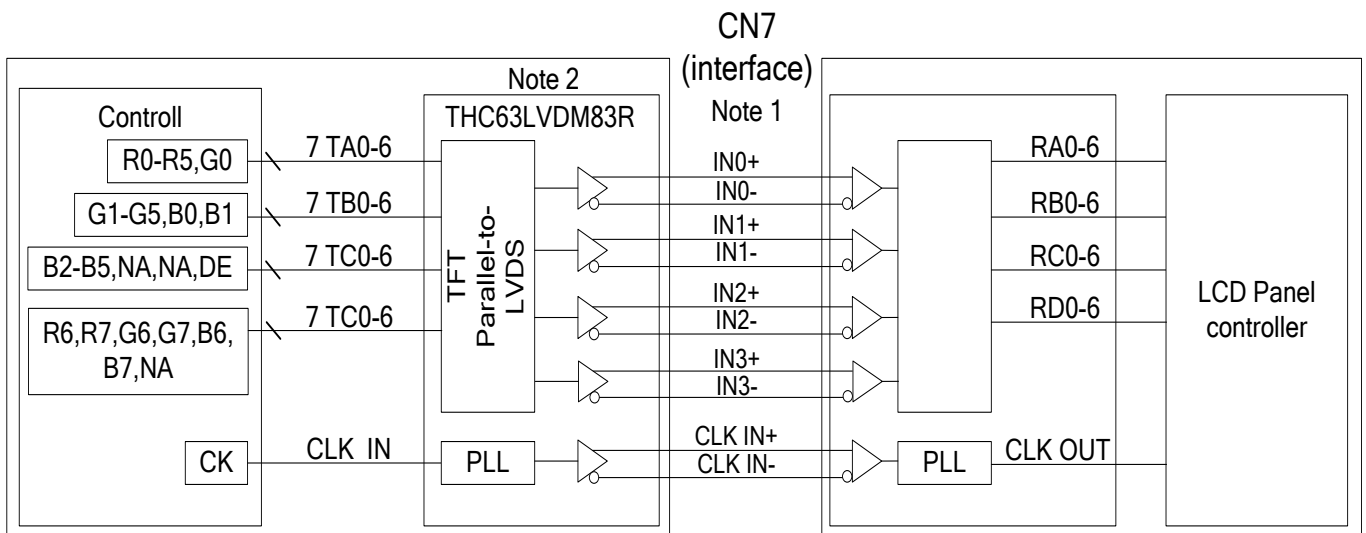 CN7
(interface)
Note 1
Note 2
THC63LVDM83R
Controll
R0-R5,G0
7 TA0-6
G1-G5,B0,B1
7 TB0-6
B2-B5,NA,NA,DE
7 TC0-6
R6,R7,G6,G7,B6,
B7,NA
7 TC0-6
CK
CLK IN
TFT
Parallel-to-
LVDS
PLL
IN0+
IN0-
IN1+
IN1-
IN2+
IN2-
IN3+
IN3-
CLK IN+
CLK IN-
PLL
RA0-6
RB0-6
RC0-6
RD0-6
CLK OUT
LCD Panel
controller